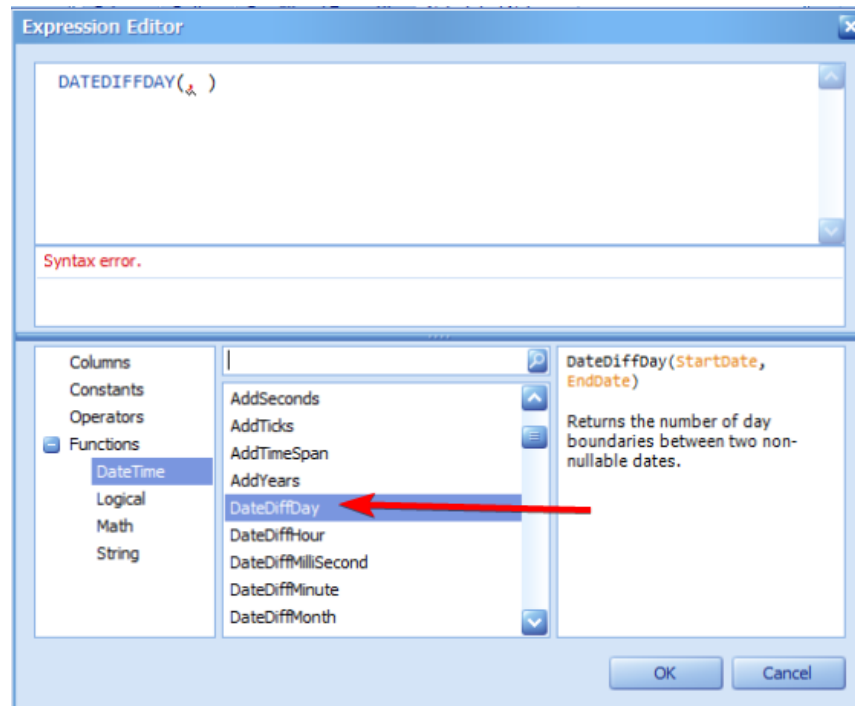 Expression Editor
DATEDIFFDAY(, )
Syntax error.
Columns
Constants
Operators
Functions
DateTime
Logical
Math
String
AddSeconds
AddTicks
AddTimeSpan
AddYears
DateDiffDay
DateDiffHour
DateDiffMilliSecond
DateDiffMinute
DateDiffMonth
DateDiffDay(StartDate,
EndDate)
Returns the number of day
boundaries between two non-
nullable dates.
OK
Cancel